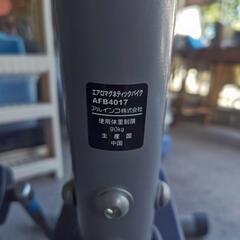 エアロマグネティックバイク
AFB4017
アルインコ株式会社
使用体重制限
90kg
生産国
中国